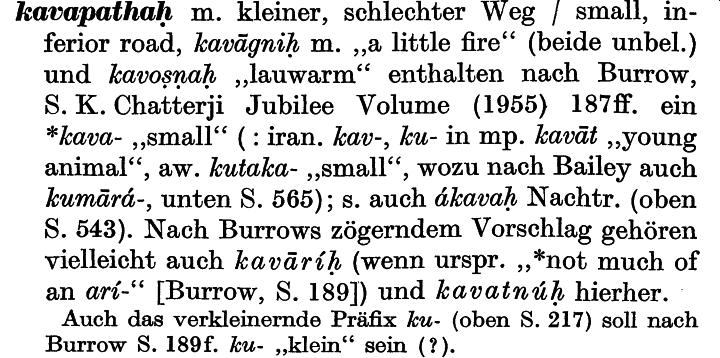 kavapathaḥ m. kleiner, schlechter Weg / small, in-
ferior road, kavāgniḥ m. „a little fire“ (beide unbel.)
und kavoṣṇaḥ „lauwarm“ enthalten nach Burrow,
S. K. Chatterji Jubilee Volume (1955) 187ff. ein
*kava- „small“ (: iran. kav-, ku- in mp. kavāt „young
animal“, aw. kutaka- „small“, wozu nach Bailey auch
kumārá-, unten S. 565); s. auch ákavaḥ Nachtr. (oben
S. 543). Nach Burrows zögerndem Vorschlag gehören
vielleicht auch kavāríḥ (wenn urspr. „*not much of
an arí-“ [Burrow, S. 189]) und kavatnúḥ hierher.
Auch das verkleinernde Präfix ku- (oben S. 217) soll nach
Burrow S. 189f. ku- „klein“ sein (?).